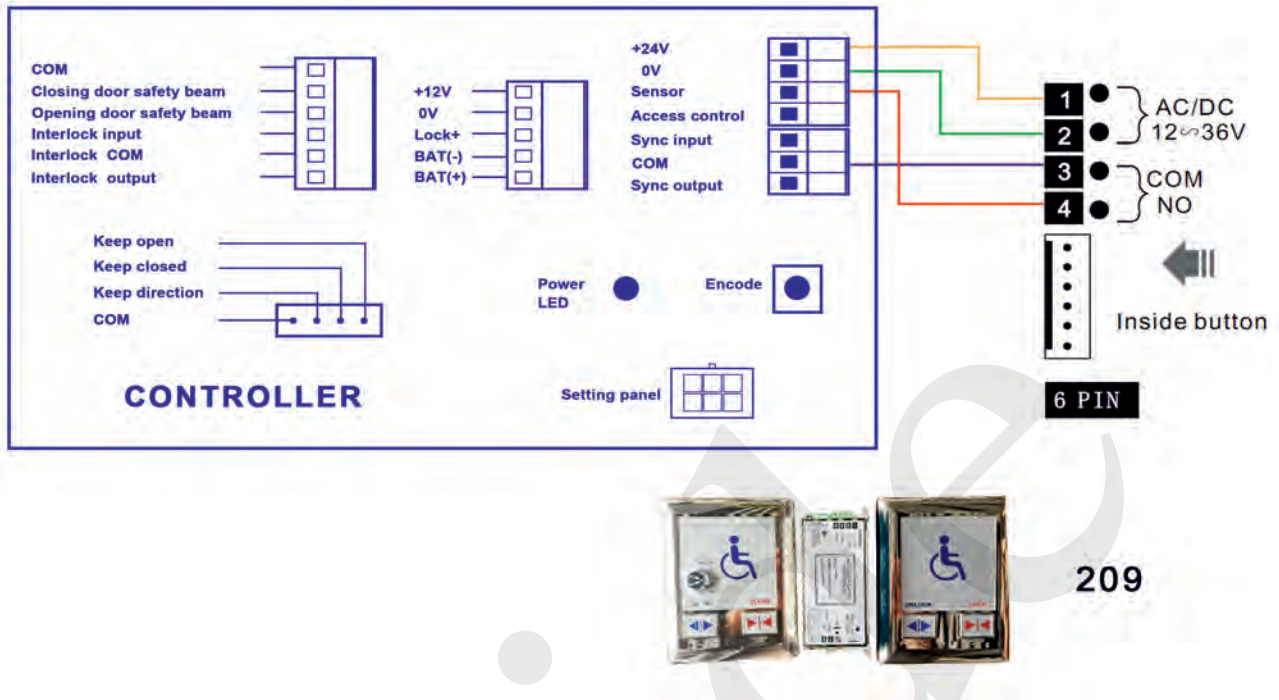 COM
Closing door safety beam
Opening door safety beam
Interlock input
Interlock COM
Interlock output
+12V
0V
Lock+
BAT(-)
BAT(+)
+24V
0V
Sensor
Access control
Sync input
COM
Sync output
1
2
3
4
AC/DC
12∽36V
COM
NO
Keep open
Keep closed
Keep direction
COM
Power
LED
Encode
Inside button
CONTROLLER
Setting panel
6 PIN
209